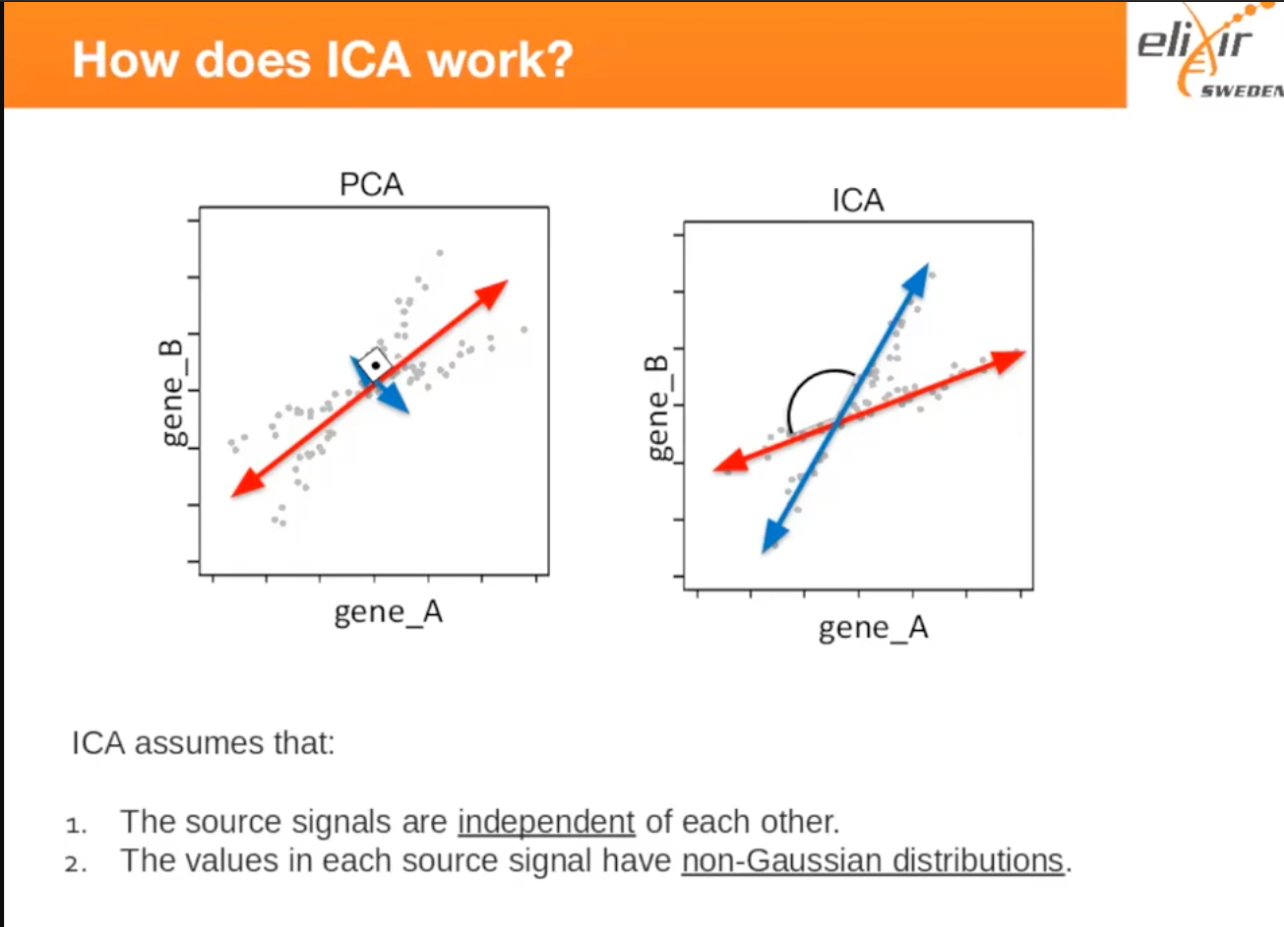 How does ICA work?
elixir
SWEDEN
PCA
gene_B
gene_A
ICA
gene_B
gene_A
ICA assumes that:
1. The source signals are independent of each other.
2. The values in each source signal have non-Gaussian distributions.